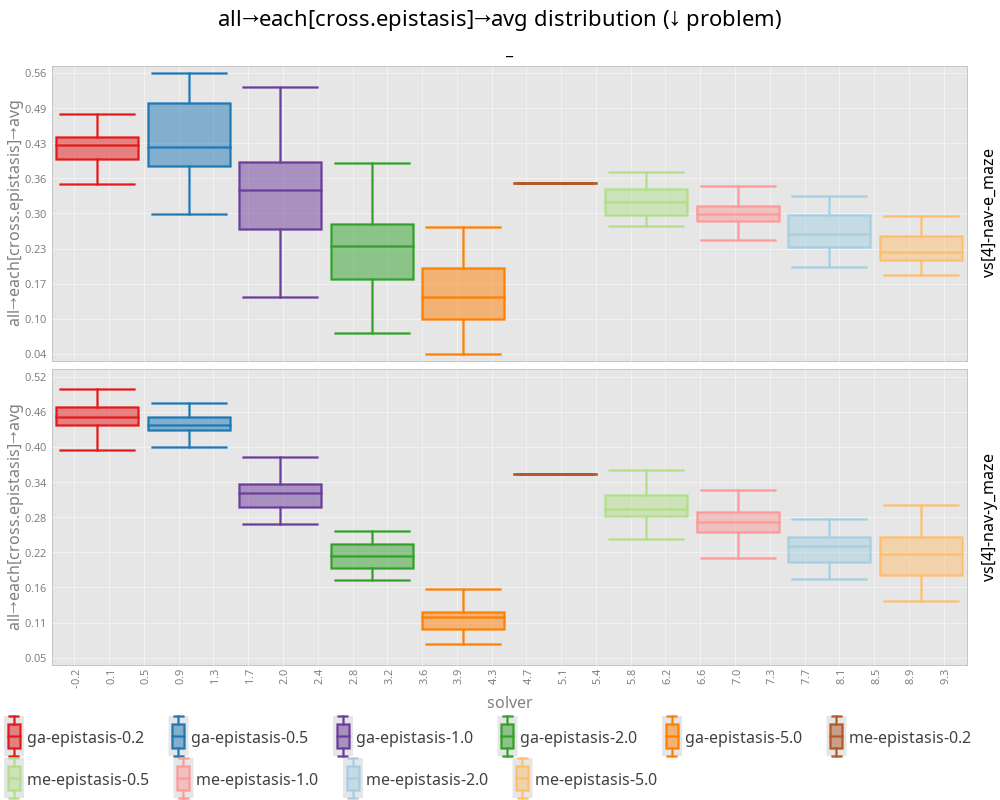 all→each[cross.epistasis]→avg distribution (↓ problem)
–
all→each[cross.epistasis]→avg
0.56
0.49
0.43
0.36
0.30
0.23
0.17
0.10
0.04
vs[4]-nav-e_maze
all→each[cross.epistasis]→avg
0.52
0.46
0.40
0.34
0.28
0.22
0.16
0.11
0.05
vs[4]-nav-y_maze
-0.2 0.1 0.5 0.9 1.3 1.7 2.0 2.4 2.8 3.2 3.6 3.9 4.3 4.7 5.1 5.4 5.8 6.2 6.6 7.0 7.3 7.7 8.1 8.5 8.9 9.3
solver
ga-epistasis-0.2 ga-epistasis-0.5 ga-epistasis-1.0 ga-epistasis-2.0 ga-epistasis-5.0 me-epistasis-0.2
me-epistasis-0.5 me-epistasis-1.0 me-epistasis-2.0 me-epistasis-5.0